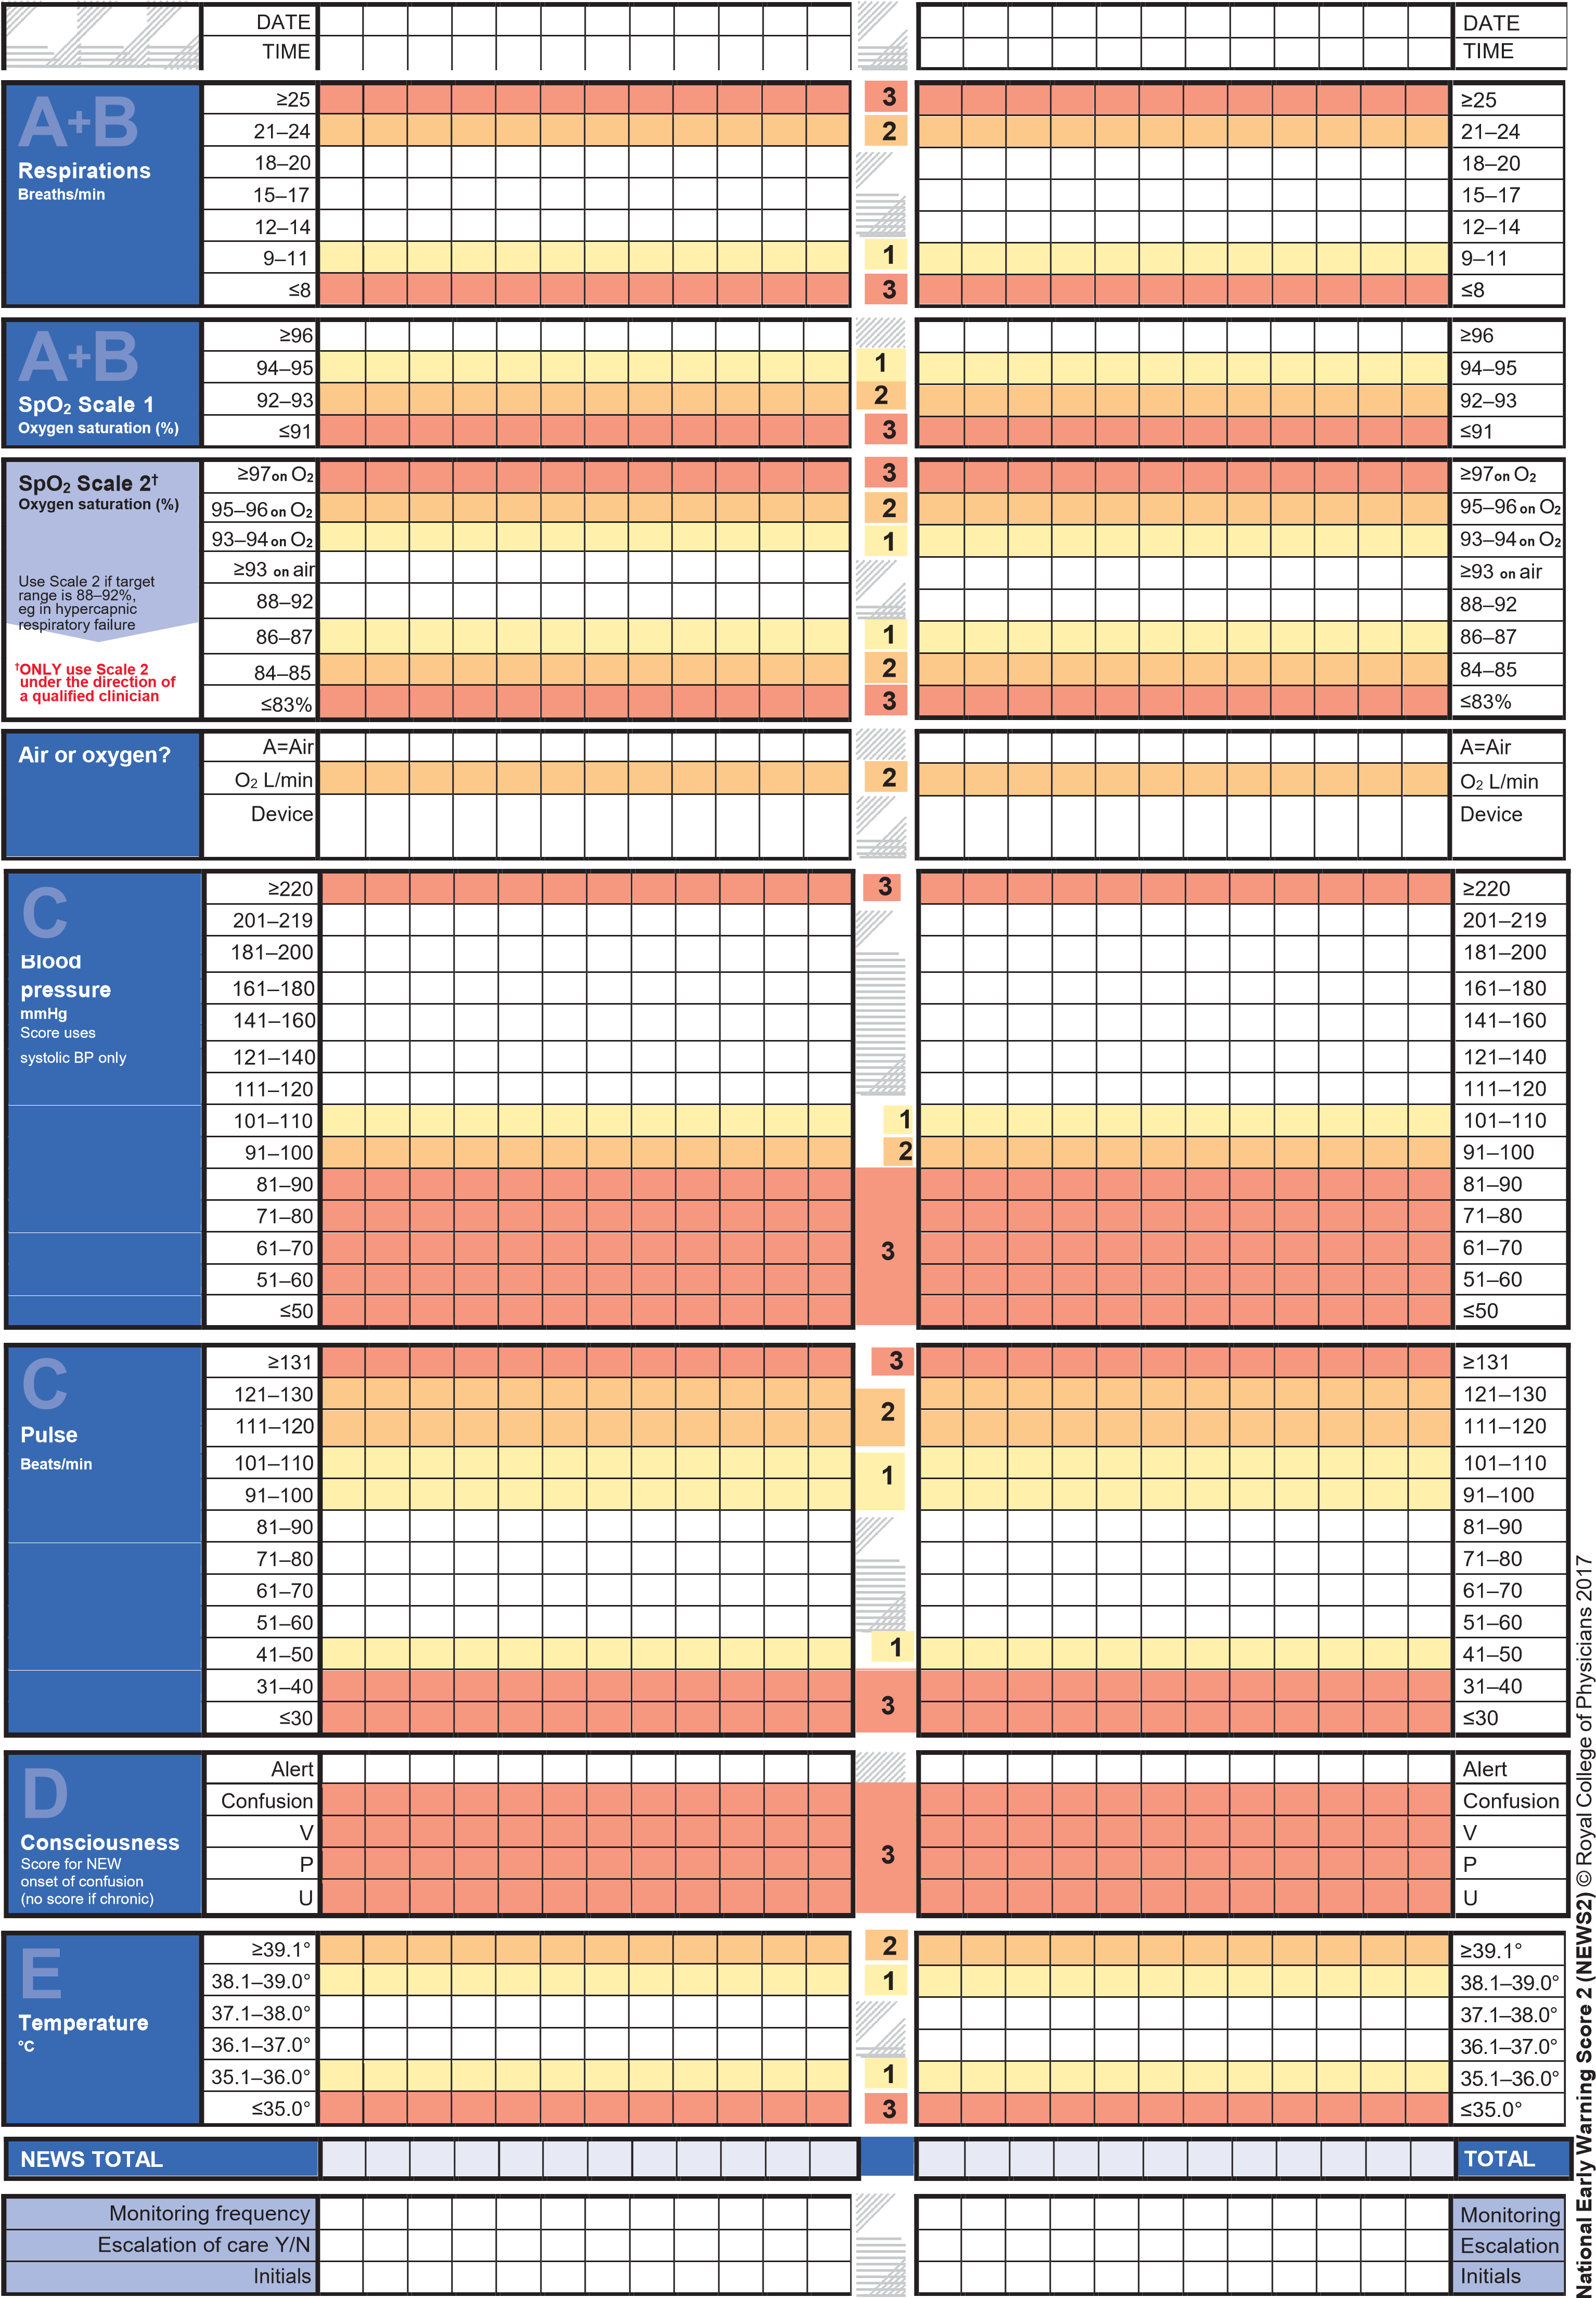 DATE DATE
TIME TIME
A+B
Respirations
Breaths/min
≥25 3 ≥25
21–24 2 21–24
18–20 18–20
15–17 15–17
12–14 12–14
9–11 1 9–11
≤8 3 ≤8
A+B
SpO₂ Scale 1
Oxygen saturation (%)
≥96 ≥96
94–95 1 94–95
92–93 2 92–93
≤91 3 ≤91
SpO₂ Scale 2†
Oxygen saturation (%)
Use Scale 2 if target
range is 88–92%,
eg in hypercapnic
respiratory failure
†ONLY use Scale 2
under the direction of
a qualified clinician
≥97on O₂ 3 ≥97on O₂
95–96 on O₂ 2 95–96 on O₂
93–94 on O₂ 1 93–94 on O₂
≥93 on air ≥93 on air
88–92 88–92
86–87 1 86–87
84–85 2 84–85
≤83% 3 ≤83%
Air or oxygen?
A=Air A=Air
O₂ L/min 2 O₂ L/min
Device Device
C
Blood
pressure
mmHg
Score uses
systolic BP only
≥220 3 ≥220
201–219 201–219
181–200 181–200
161–180 161–180
141–160 141–160
121–140 121–140
111–120 111–120
101–110 1 101–110
91–100 2 91–100
81–90 81–90
71–80 71–80
61–70 3 61–70
51–60 51–60
≤50 ≤50
C
Pulse
Beats/min
≥131 3 ≥131
121–130 2 121–130
111–120 111–120
101–110 1 101–110
91–100 91–100
81–90 81–90
71–80 71–80
61–70 61–70
51–60 51–60
41–50 1 41–50
31–40 3 31–40
≤30 ≤30
D
Consciousness
Score for NEW
onset of confusion
(no score if chronic)
Alert Alert
Confusion Confusion
V V
P 3 P
U U
E
Temperature
°C
≥39.1° 2 ≥39.1°
38.1–39.0° 1 38.1–39.0°
37.1–38.0° 37.1–38.0°
36.1–37.0° 36.1–37.0°
35.1–36.0° 1 35.1–36.0°
≤35.0° 3 ≤35.0°
NEWS TOTAL TOTAL
Monitoring frequency Monitoring
Escalation of care Y/N Escalation
Initials Initials
National Early Warning Score 2 (NEWS2) © Royal College of Physicians 2017